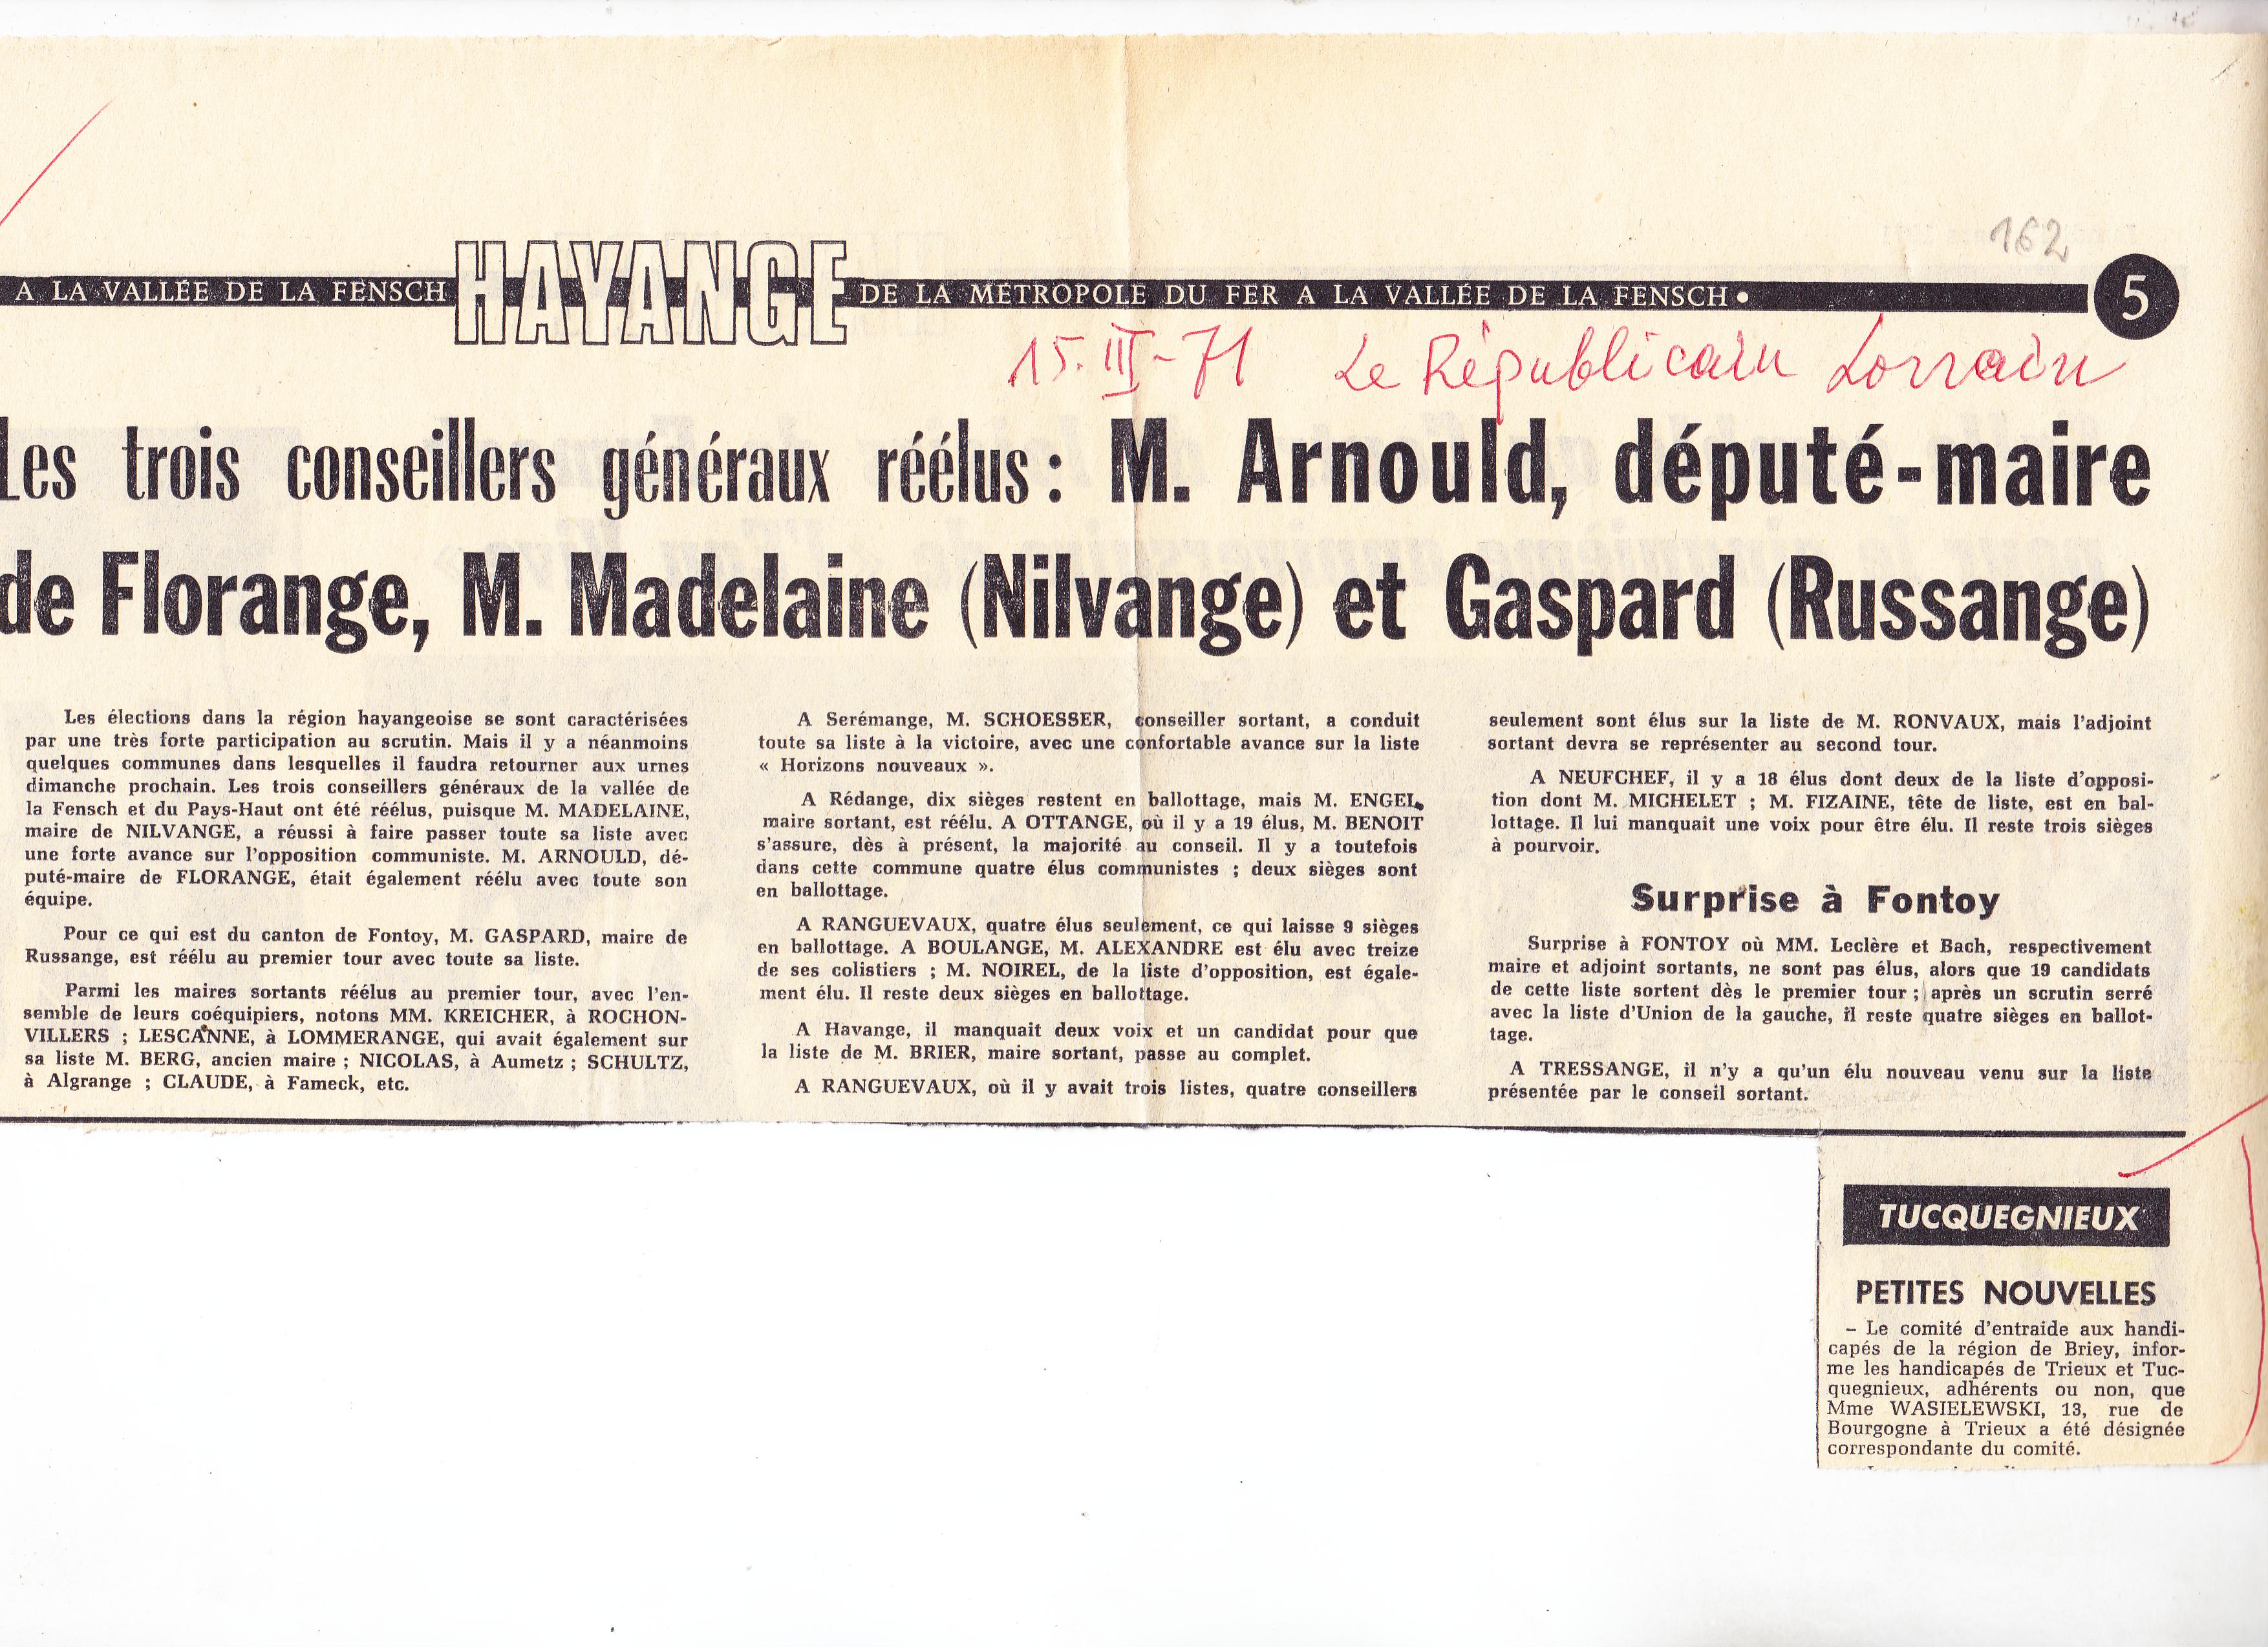 162
A LA VALLÉE DE LA FENSCH HAYANGE DE LA MÉTROPOLE DU FER A LA VALLÉE DE LA FENSCH • 5
15.III-71 Le Républicain Lorrain
Les trois conseillers généraux réélus : M. Arnould, député-maire
de Florange, M. Madelaine (Nilvange) et Gaspard (Russange)
Les élections dans la région hayangeoise se sont caractérisées
par une très forte participation au scrutin. Mais il y a néanmoins
quelques communes dans lesquelles il faudra retourner aux urnes
dimanche prochain. Les trois conseillers généraux de la vallée de
la Fensch et du Pays-Haut ont été réélus, puisque M. MADELAINE,
maire de NILVANGE, a réussi à faire passer toute sa liste avec
une forte avance sur l'opposition communiste. M. ARNOULD, dé-
puté-maire de FLORANGE, était également réélu avec toute son
équipe.
Pour ce qui est du canton de Fontoy, M. GASPARD, maire de
Russange, est réélu au premier tour avec toute sa liste.
Parmi les maires sortants réélus au premier tour, avec l'en-
semble de leurs coéquipiers, notons MM. KREICHER, à ROCHON-
VILLERS ; LESCANNE, à LOMMERANGE, qui avait également sur
sa liste M. BERG, ancien maire ; NICOLAS, à Aumetz ; SCHULTZ,
à Algrange ; CLAUDE, à Fameck, etc.
A Serémange, M. SCHOESSER, conseiller sortant, a conduit
toute sa liste à la victoire, avec une confortable avance sur la liste
« Horizons nouveaux ».
A Rédange, dix sièges restent en ballottage, mais M. ENGEL,
maire sortant, est réélu. A OTTANGE, où il y a 19 élus, M. BENOIT
s'assure, dès à présent, la majorité au conseil. Il y a toutefois
dans cette commune quatre élus communistes ; deux sièges sont
en ballottage.
A RANGUEVAUX, quatre élus seulement, ce qui laisse 9 sièges
en ballottage. A BOULANGE, M. ALEXANDRE est élu avec treize
de ses colistiers ; M. NOIREL, de la liste d'opposition, est égale-
ment élu. Il reste deux sièges en ballottage.
A Havange, il manquait deux voix et un candidat pour que
la liste de M. BRIER, maire sortant, passe au complet.
A RANGUEVAUX, où il y avait trois listes, quatre conseillers
seulement sont élus sur la liste de M. RONVAUX, mais l'adjoint
sortant devra se représenter au second tour.
A NEUFCHEF, il y a 18 élus dont deux de la liste d'opposi-
tion dont M. MICHELET ; M. FIZAINE, tête de liste, est en bal-
lottage. Il lui manquait une voix pour être élu. Il reste trois sièges
à pourvoir.
Surprise à Fontoy
Surprise à FONTOY où MM. Leclère et Bach, respectivement
maire et adjoint sortants, ne sont pas élus, alors que 19 candidats
de cette liste sortent dès le premier tour ; après un scrutin serré
avec la liste d'Union de la gauche, il reste quatre sièges en ballot-
tage.
A TRESSANGE, il n'y a qu'un élu nouveau venu sur la liste
présentée par le conseil sortant.
TUCQUEGNIEUX
PETITES NOUVELLES
– Le comité d'entraide aux handi-
capés de la région de Briey, infor-
me les handicapés de Trieux et Tuc-
quegnieux, adhérents ou non, que
Mme WASIELEWSKI, 13, rue de
Bourgogne à Trieux a été désignée
correspondante du comité.